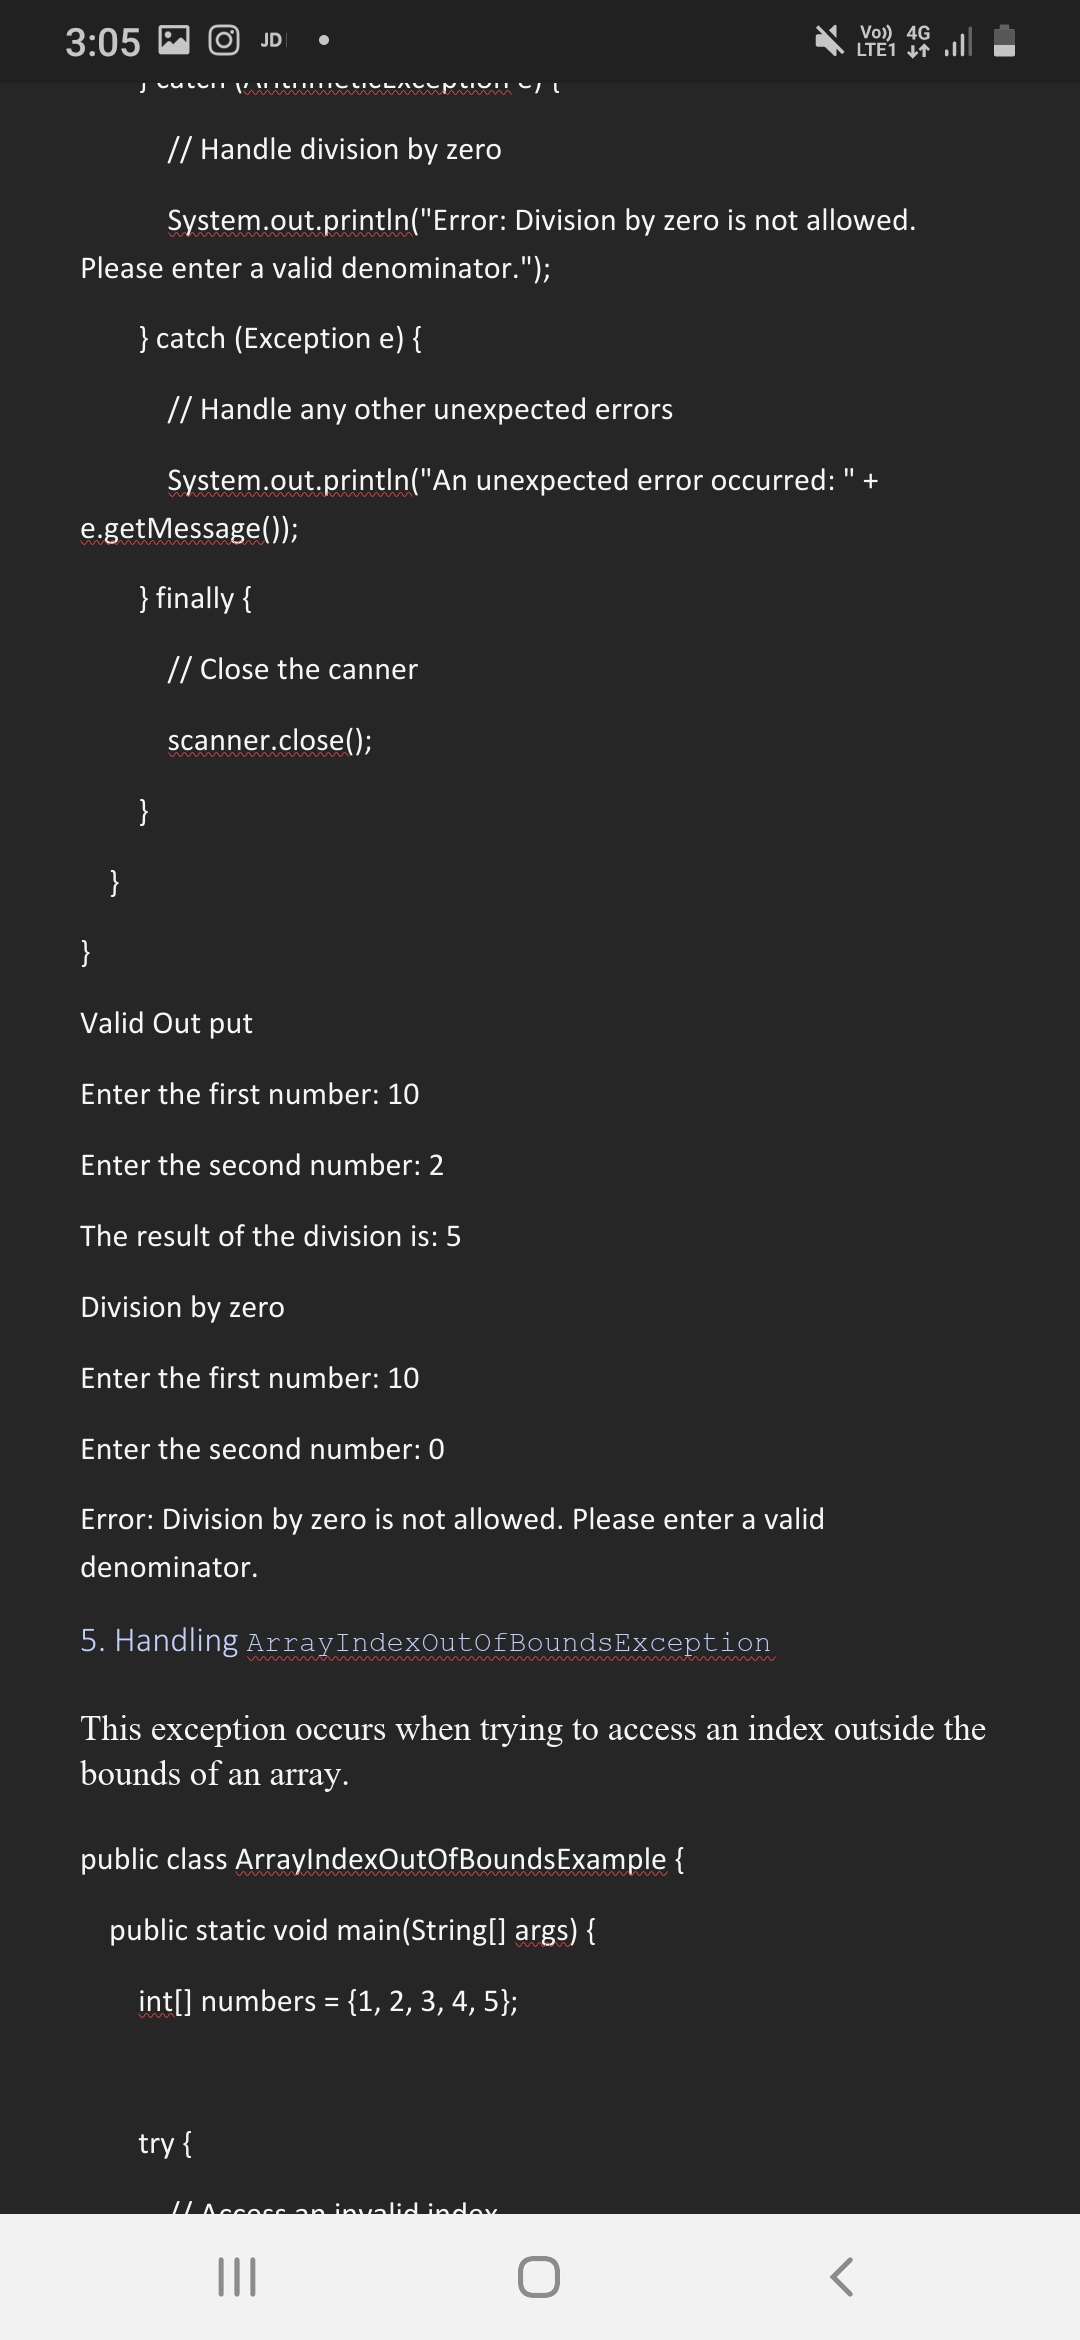 3:05 JD
Vo)) 4G
LTE1
} catch (ArithmeticException e) {
// Handle division by zero
System.out.println("Error: Division by zero is not allowed.
Please enter a valid denominator.");
} catch (Exception e) {
// Handle any other unexpected errors
System.out.println("An unexpected error occurred: " +
e.getMessage());
} finally {
// Close the canner
scanner.close();
}
}
}
Valid Out put
Enter the first number: 10
Enter the second number: 2
The result of the division is: 5
Division by zero
Enter the first number: 10
Enter the second number: 0
Error: Division by zero is not allowed. Please enter a valid
denominator.
5. Handling ArrayIndexOutOfBoundsException
This exception occurs when trying to access an index outside the
bounds of an array.
public class ArrayIndexOutOfBoundsExample {
public static void main(String[] args) {
int[] numbers = {1, 2, 3, 4, 5};
try {
// Access an invalid index